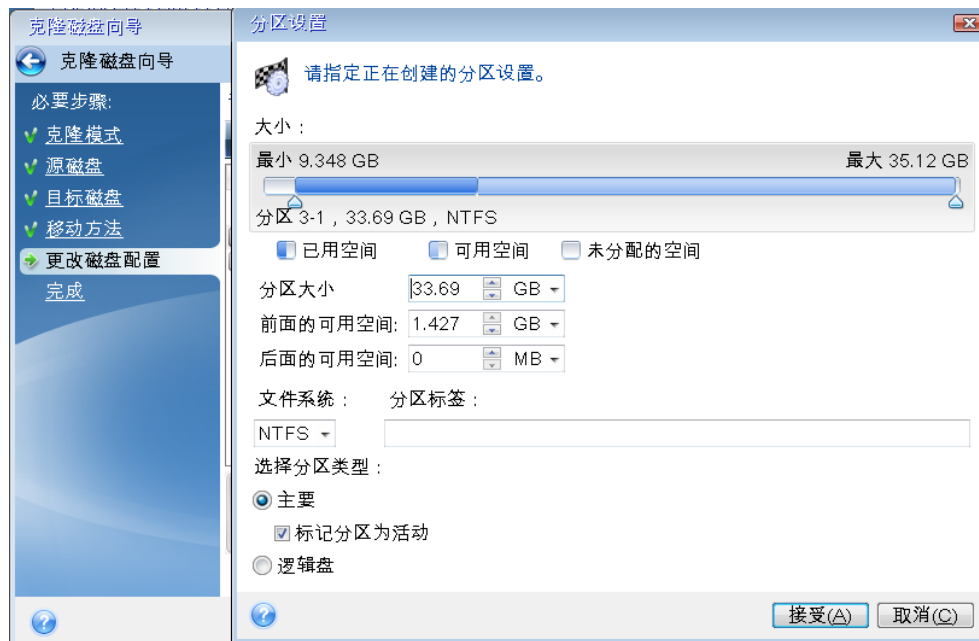 克隆磁盘向导
克隆磁盘向导
必要步骤:
克隆模式
源磁盘
目标磁盘
移动方法
更改磁盘配置
完成
分区设置
请指定正在创建的分区设置。
大小：
最小 9.348 GB 最大 35.12 GB
分区 3-1 , 33.69 GB , NTFS
已用空间 可用空间 未分配的空间
分区大小 33.69 GB
前面的可用空间: 1.427 GB
后面的可用空间: 0 MB
文件系统： 分区标签：
NTFS
选择分区类型：
主要
标记分区为活动
逻辑盘
接受(A) 取消(C)